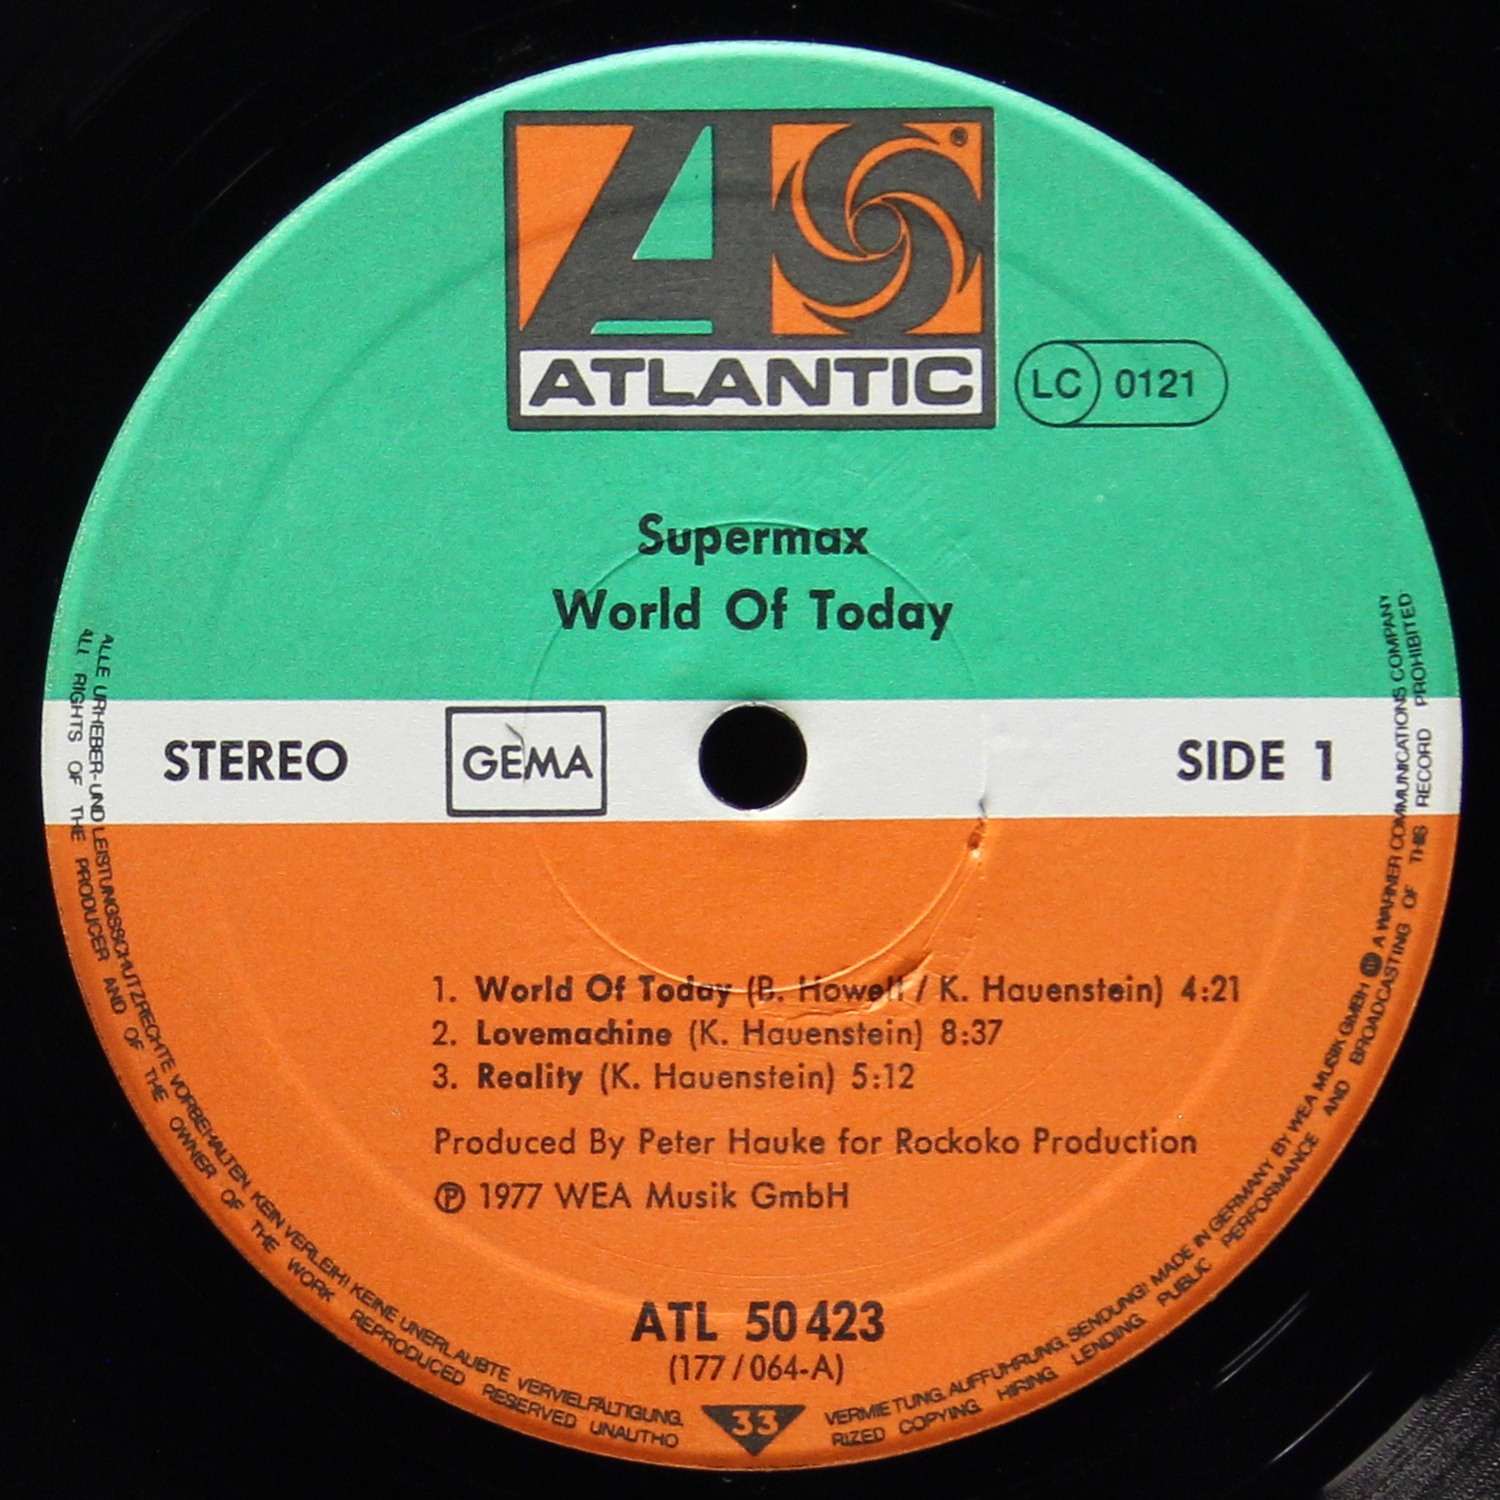 ®
ATLANTIC
LC 0121
Supermax
World Of Today
STEREO
GEMA
SIDE 1
1. World Of Today (B. Howell / K. Hauenstein) 4:21
2. Lovemachine (K. Hauenstein) 8:37
3. Reality (K. Hauenstein) 5:12
Produced By Peter Hauke for Rockoko Production
℗ 1977 WEA Musik GmbH
ATL 50 423
(177 / 064-A)
33
ALLE URHEBER- UND LEISTUNGSSCHUTZRECHTE VORBEHALTEN. KEIN VERLEIH! KEINE UNERLAUBTE VERVIELFÄLTIGUNG, VERMIETUNG, AUFFÜHRUNG, SENDUNG! MADE IN GERMANY BY WEA MUSIK GMBH A WARNER COMMUNICATIONS COMPANY
ALL RIGHTS OF THE PRODUCER AND OF THE OWNER OF THE WORK REPRODUCED RESERVED UNAUTHO RIZED COPYING, HIRING, LENDING, PUBLIC PERFORMANCE AND BROADCASTING OF THIS RECORD PROHIBITED